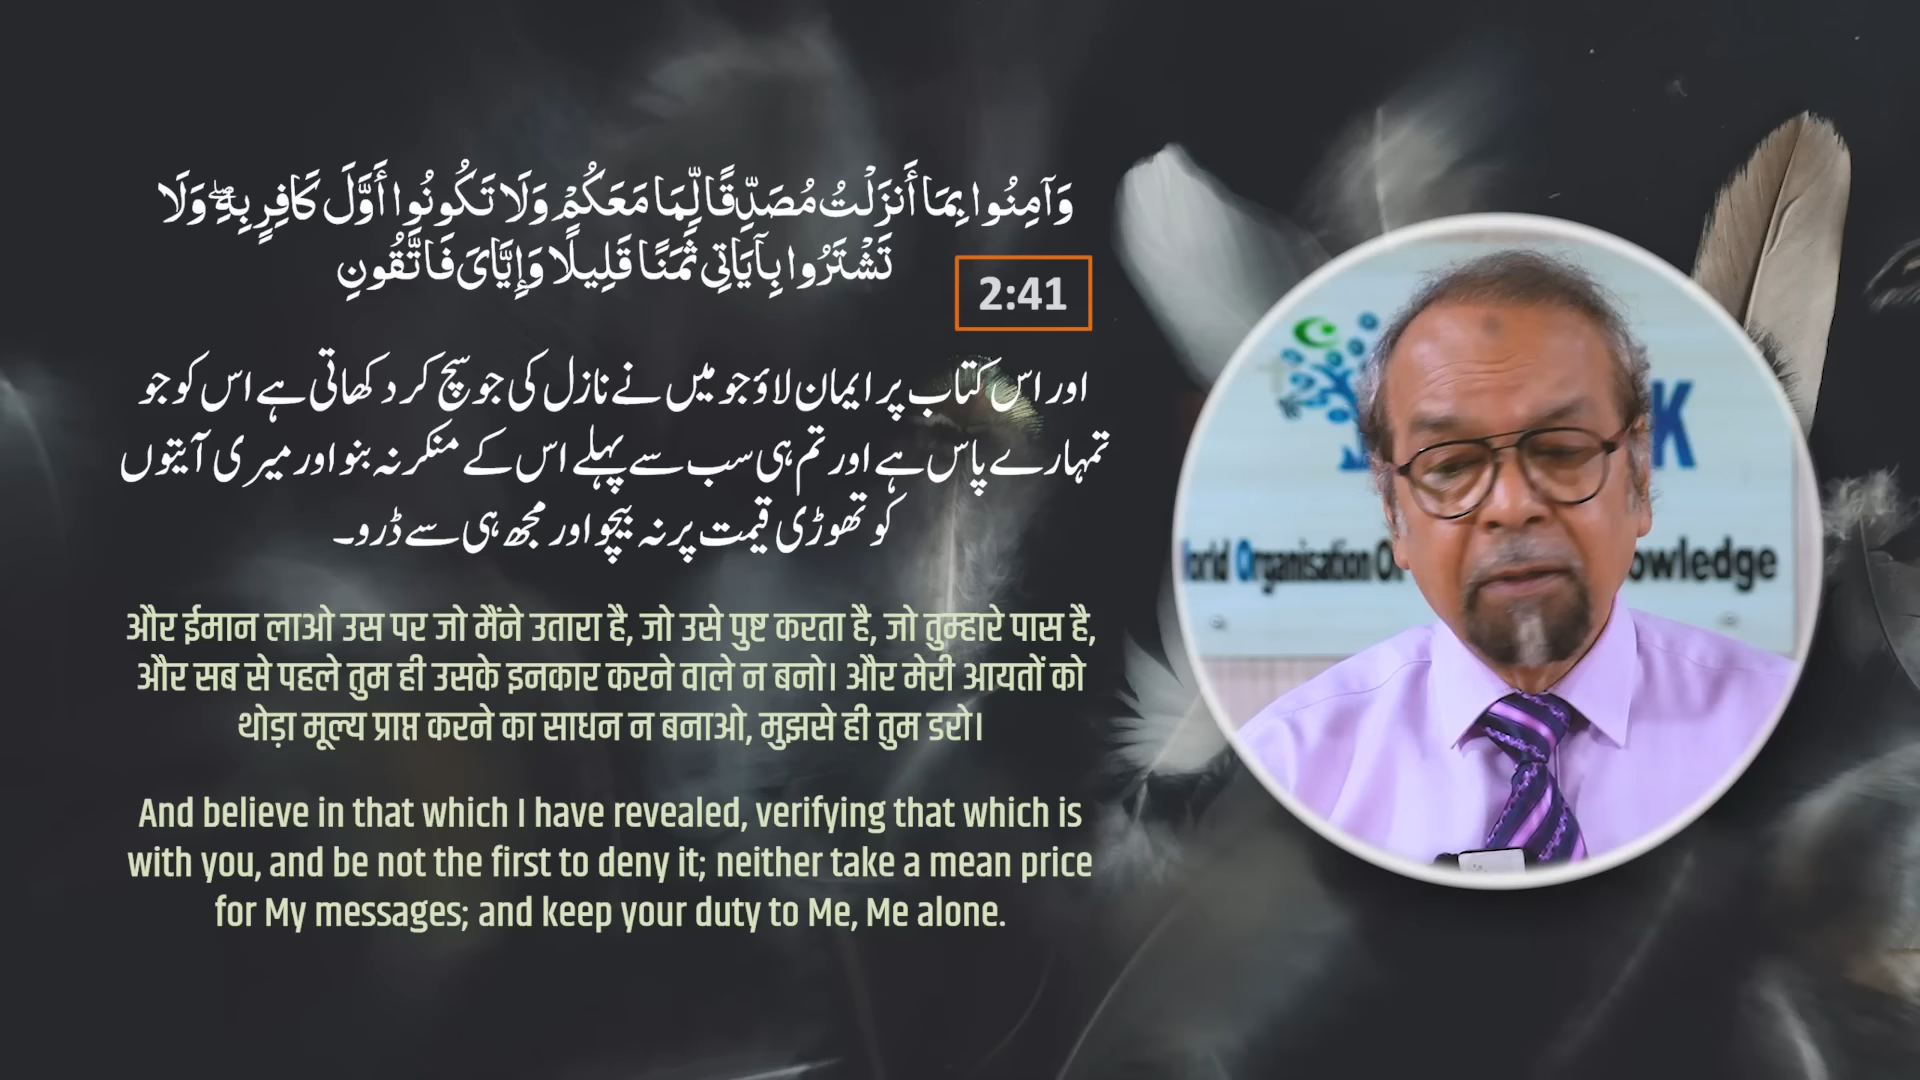 وَآمِنُوا بِمَا أَنزَلْتُ مُصَدِّقًا لِّمَا مَعَكُمْ وَلَا تَكُونُوا أَوَّلَ كَافِرٍ بِهِ ۖ وَلَا
تَشْتَرُوا بِآيَاتِي ثَمَنًا قَلِيلًا وَإِيَّايَ فَاتَّقُونِ
2:41
اور اس کتاب پر ایمان لاؤ جو میں نے نازل کی جو سچ کر دکھاتی ہے اس کو جو
تمہارے پاس ہے اور تم ہی سب سے پہلے اس کے منکر نہ بنو اور میری آیتوں
کو تھوڑی قیمت پر نہ بیچو اور مجھ ہی سے ڈرو۔
और ईमान लाओ उस पर जो मैंने उतारा है, जो उसे पुष्ट करता है, जो तुम्हारे पास है,
और सब से पहले तुम ही उसके इनकार करने वाले न बनो। और मेरी आयतों को
थोड़ा मूल्य प्राप्त करने का साधन न बनाओ, मुझसे ही तुम डरो।
And believe in that which I have revealed, verifying that which is
with you, and be not the first to deny it; neither take a mean price
for My messages; and keep your duty to Me, Me alone.
K
orld Organisation O owledge